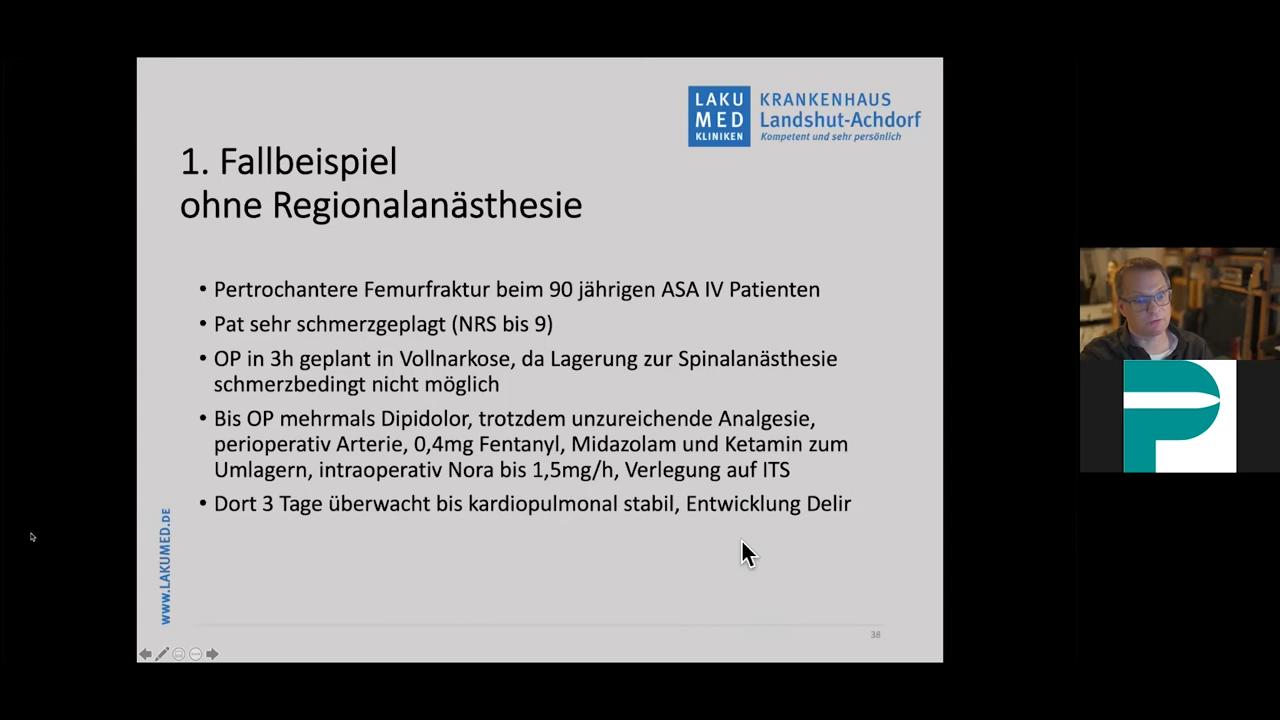 LAKU
MED
KLINIKEN
KRANKENHAUS
Landshut-Achdorf
Kompetent und sehr persönlich
1. Fallbeispiel
ohne Regionalanästhesie
• Pertrochantere Femurfraktur beim 90 jährigen ASA IV Patienten
• Pat sehr schmerzgeplagt (NRS bis 9)
• OP in 3h geplant in Vollnarkose, da Lagerung zur Spinalanästhesie
schmerzbedingt nicht möglich
• Bis OP mehrmals Dipidolor, trotzdem unzureichende Analgesie,
perioperativ Arterie, 0,4mg Fentanyl, Midazolam und Ketamin zum
Umlagern, intraoperativ Nora bis 1,5mg/h, Verlegung auf ITS
• Dort 3 Tage überwacht bis kardiopulmonal stabil, Entwicklung Delir
WWW.LAKUMED.DE
38
P